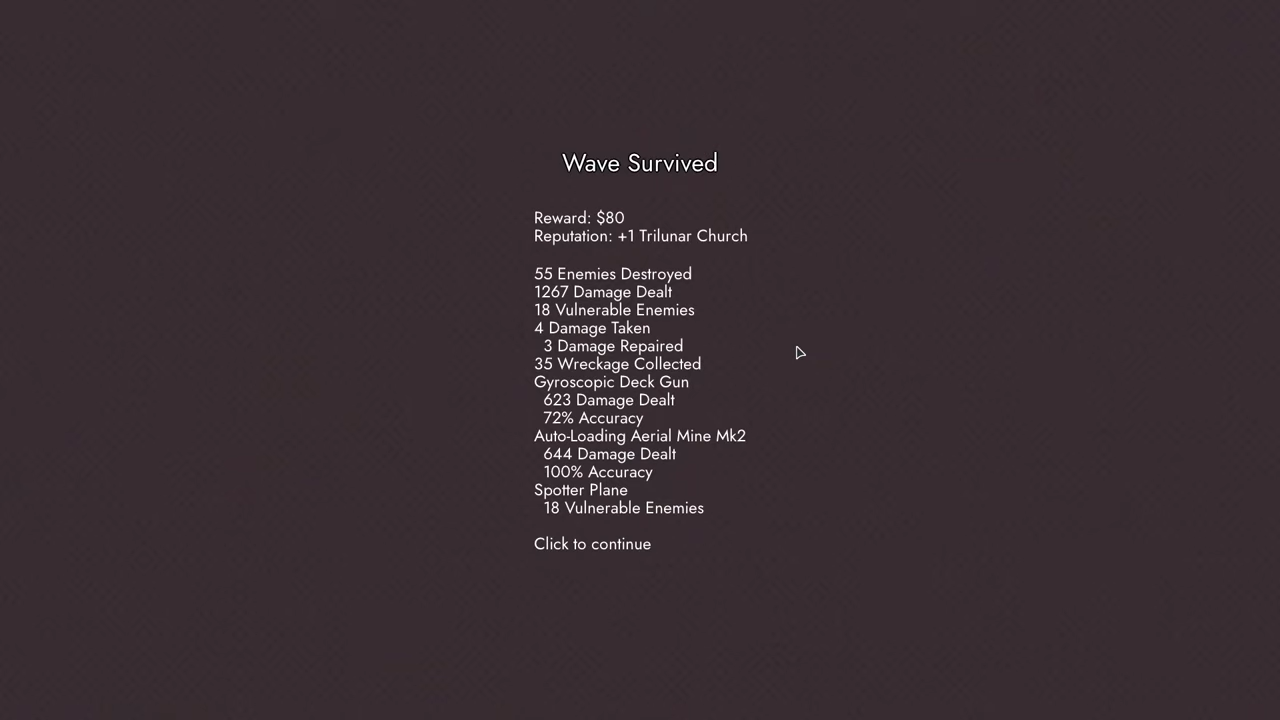 Wave Survived
Reward: $80
Reputation: +1 Trilunar Church
55 Enemies Destroyed
1267 Damage Dealt
18 Vulnerable Enemies
4 Damage Taken
3 Damage Repaired
35 Wreckage Collected
Gyroscopic Deck Gun
623 Damage Dealt
72% Accuracy
Auto-Loading Aerial Mine Mk2
644 Damage Dealt
100% Accuracy
Spotter Plane
18 Vulnerable Enemies
Click to continue